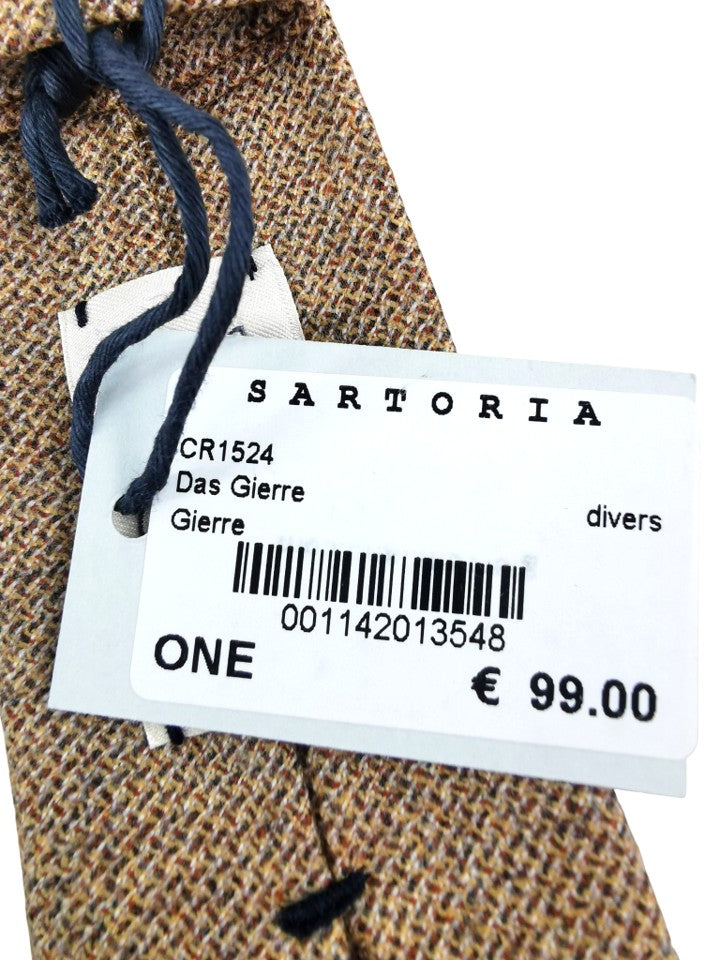 SARTORIA
CR1524
Das Gierre
Gierre
divers
001142013548
ONE
€ 99.00